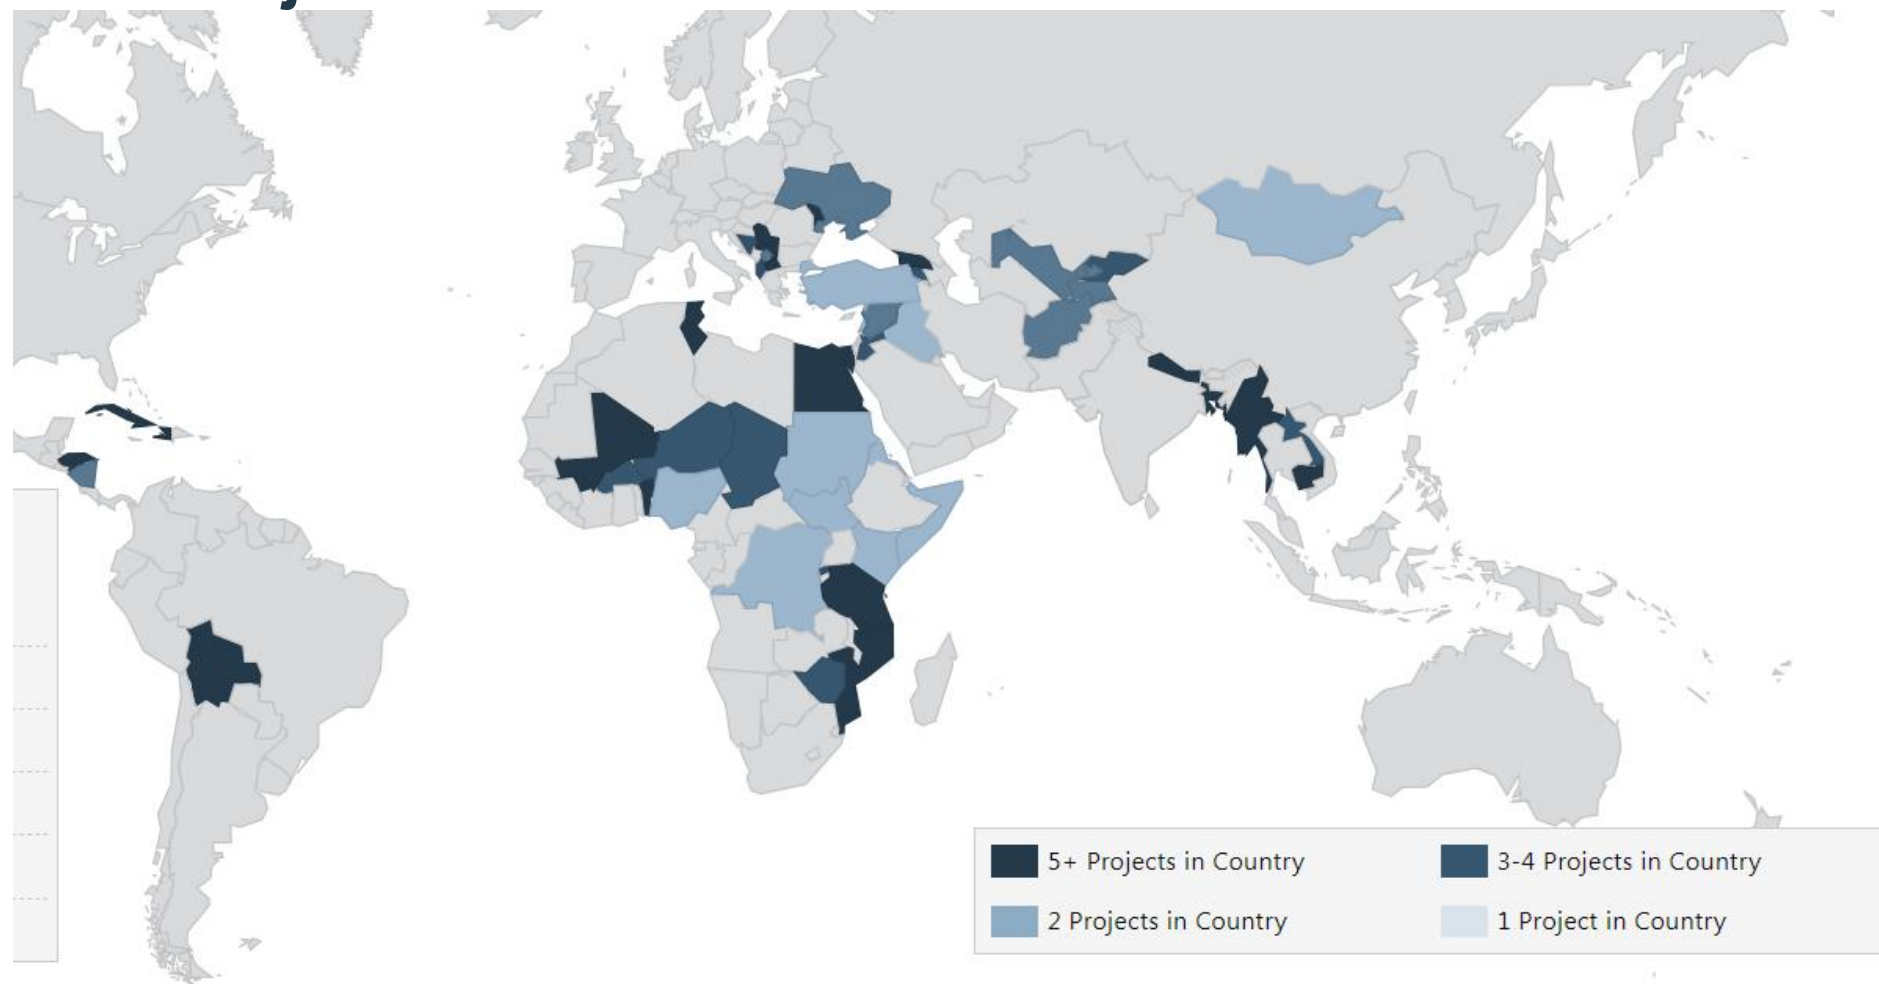 5+ Projects in Country
3-4 Projects in Country
2 Projects in Country
1 Project in Country